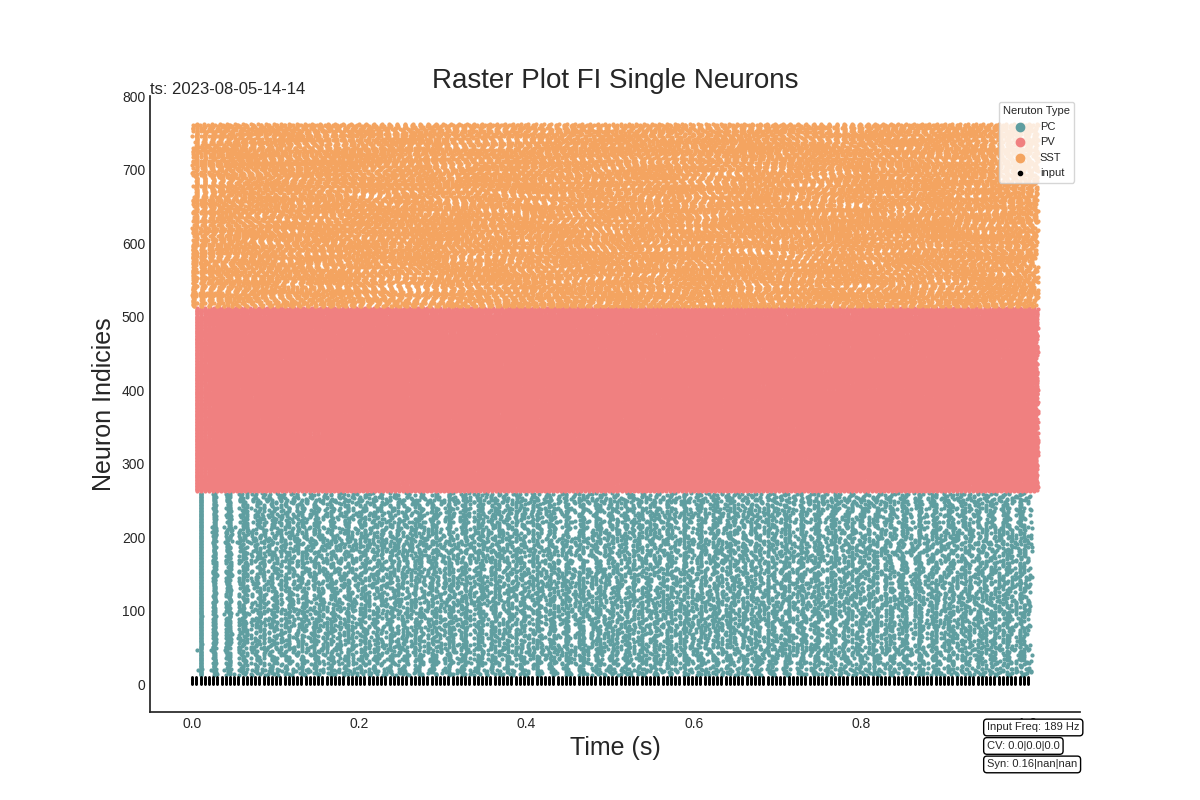 Raster Plot FI Single Neurons
ts: 2023-08-05-14-14
Neruton Type
PC
PV
SST
input
Neuron Indicies
800
700
600
500
400
300
200
100
0
0.0
0.2
0.4
0.6
0.8
Time (s)
Input Freq: 189 Hz
CV: 0.0|0.0|0.0
Syn: 0.16|nan|nan